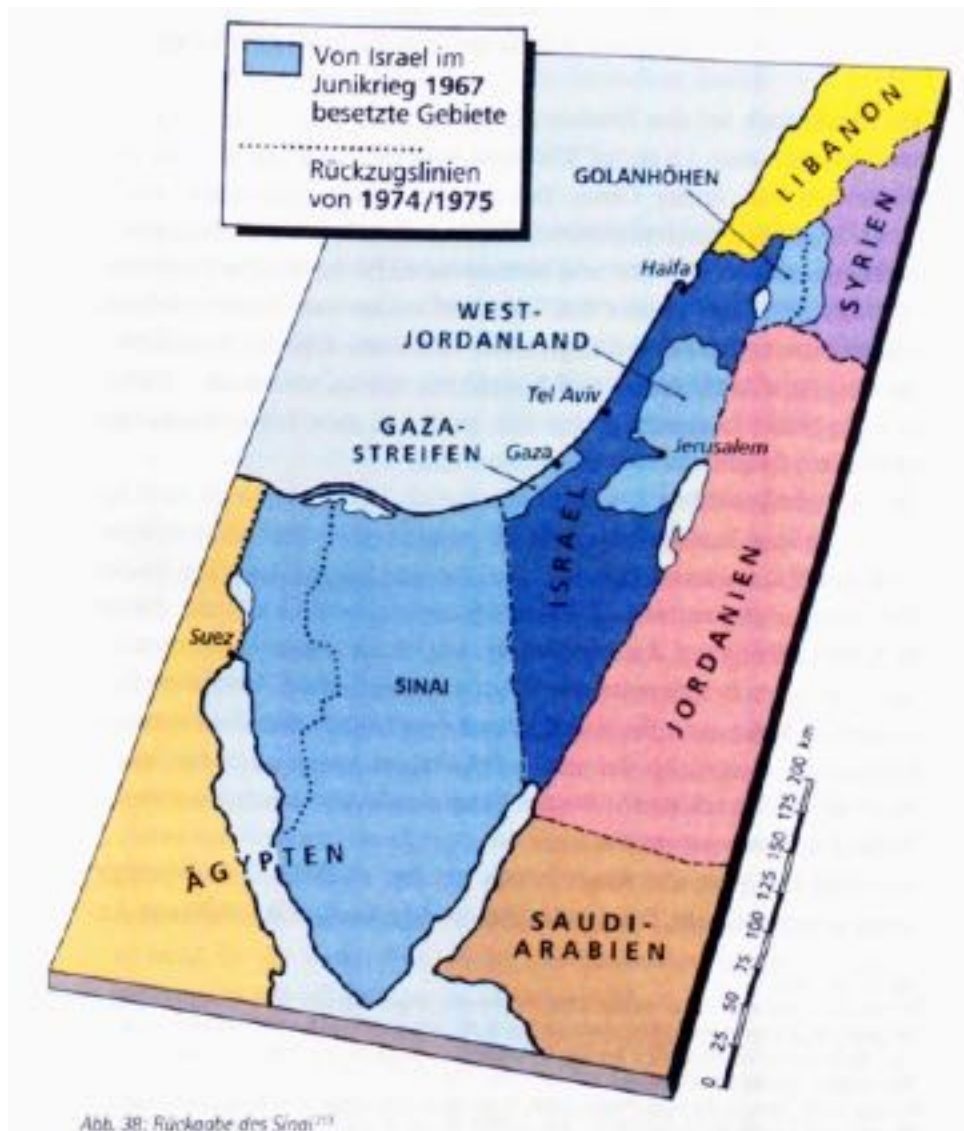 Von Israel im
Junikrieg 1967
besetzte Gebiete
Rückzugslinien
von 1974/1975
LIBANON
GOLANHÖHEN
SYRIEN
Haifa
WEST-
JORDANLAND
Tel Aviv
GAZA-
STREIFEN
Gaza
Jerusalem
ISRAEL
JORDANIEN
Suez
SINAI
ÄGYPTEN
SAUDI-
ARABIEN
0 25 50 75 100 125 150 175 200 km
Abb. 38: Rückgabe des Sinai